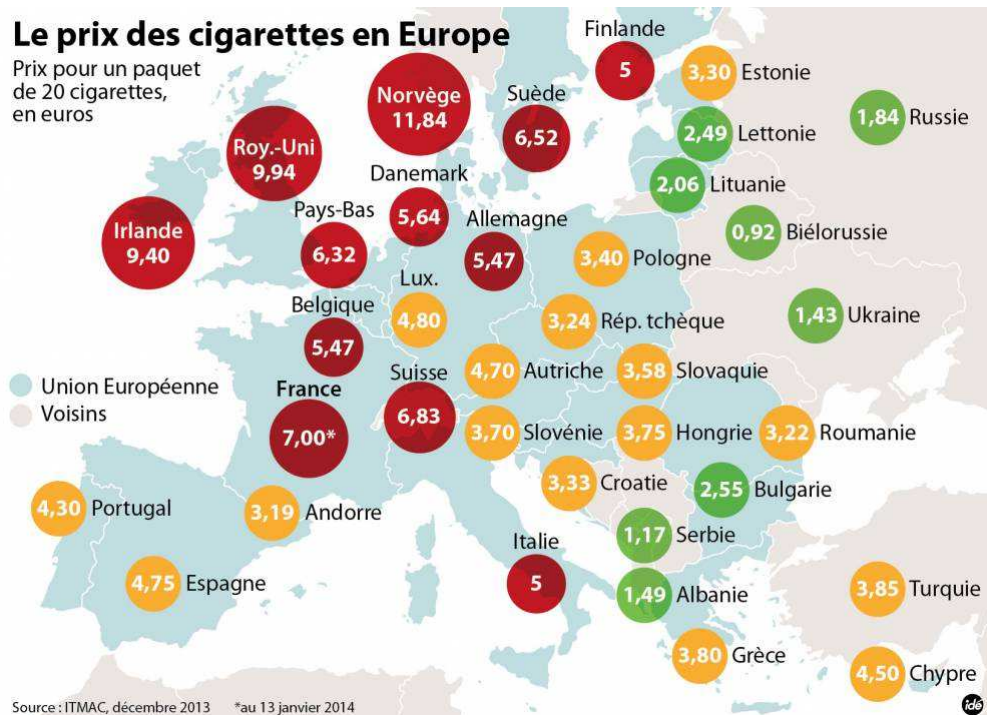 Le prix des cigarettes en Europe
Prix pour un paquet
de 20 cigarettes,
en euros
Finlande
5
3,30 Estonie
Norvège
11,84
Suède
6,52
1,84 Russie
2,49 Lettonie
Roy.-Uni
9,94
Danemark
5,64
2,06 Lituanie
Pays-Bas
6,32
Allemagne
5,47
0,92 Biélorussie
Irlande
9,40
3,40 Pologne
Lux.
4,80
Belgique
5,47
3,24 Rép. tchèque
1,43 Ukraine
Union Européenne
Voisins
France
7,00*
Suisse
6,83
4,70 Autriche
3,58 Slovaquie
3,70 Slovénie
3,75 Hongrie
3,22 Roumanie
3,33 Croatie
2,55 Bulgarie
4,30 Portugal
3,19 Andorre
1,17 Serbie
Italie
5
4,75 Espagne
1,49 Albanie
3,85 Turquie
3,80 Grèce
4,50 Chypre
Source : ITMAC, décembre 2013 *au 13 janvier 2014
idé